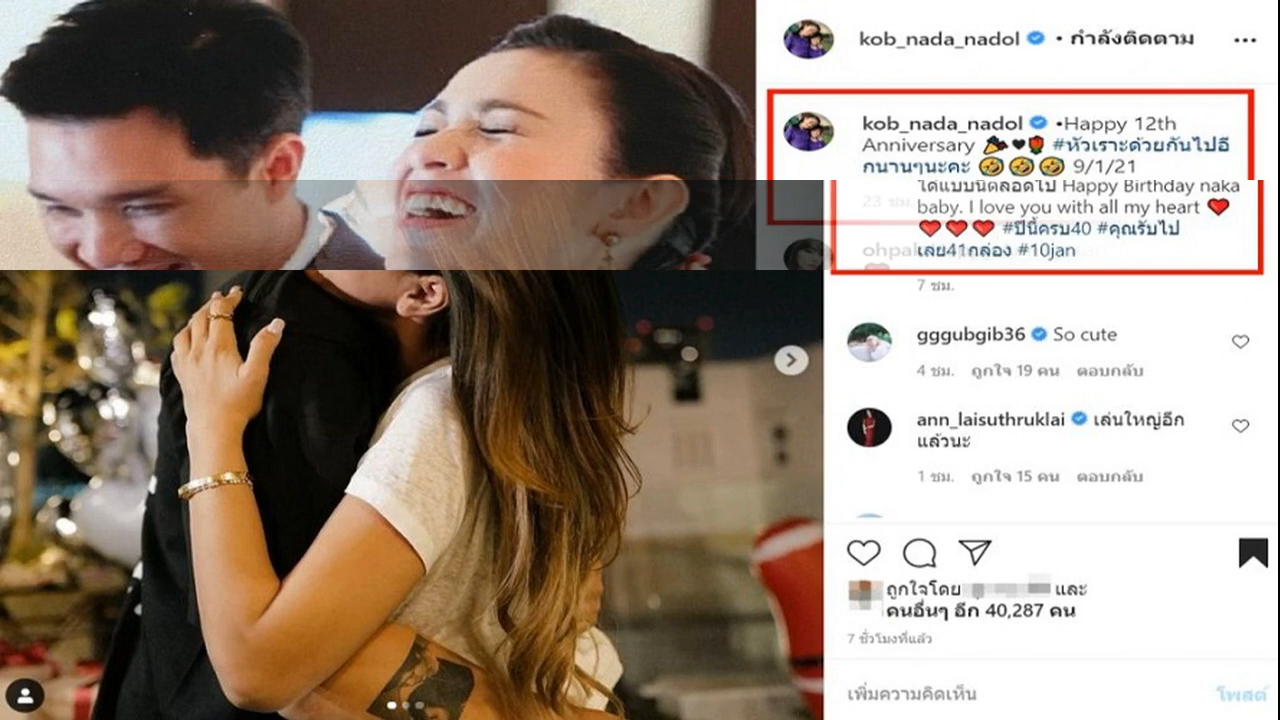 kob_nada_nadol • กำลังติดตาม
kob_nada_nadol •Happy 12th
Anniversary 🎉🖤🌹 #หัวเราะด้วยกันไปอี
กนานๆนะคะ 🤣🤣🤣 9/1/21
23 ชม.
ได้แบบนี้ตลอดไป Happy Birthday naka
baby. I love you with all my heart ❤️
❤️❤️❤️ #ปีนี้ครบ40 #คุณรับไป
เลย41กล่อง #10jan
7 ชม.
gggubgib36 So cute
4 ชม. ถูกใจ 19 คน ตอบกลับ
ann_laisuthruklai เล่นใหญ่อีก
แล้วนะ
1 ชม. ถูกใจ 15 คน ตอบกลับ
ถูกใจโดย และ
คนอื่นๆ อีก 40,287 คน
7 ชั่วโมงที่แล้ว
เพิ่มความคิดเห็น โพสต์